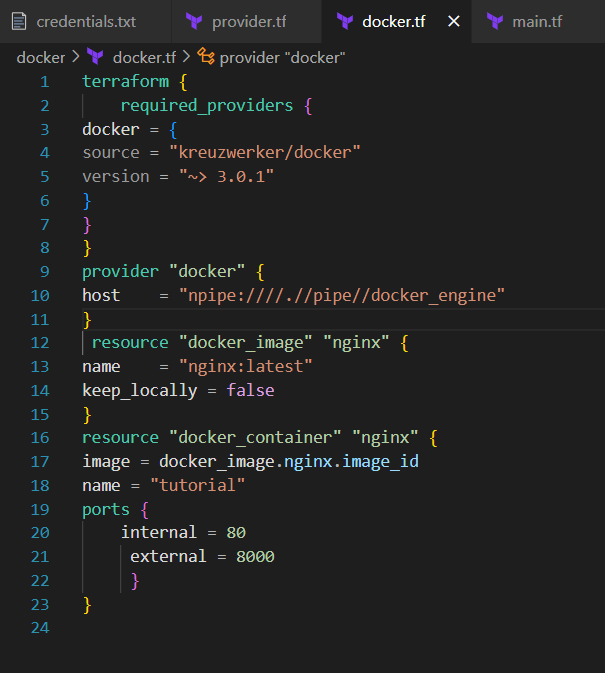 credentials.txt provider.tf docker.tf × main.tf
docker > docker.tf > provider "docker"
1 terraform {
2     required_providers {
3 docker = {
4 source = "kreuzwerker/docker"
5 version = "~> 3.0.1"
6 }
7 }
8 }
9 provider "docker" {
10 host    = "npipe:////.//pipe//docker_engine"
11 }
12  resource "docker_image" "nginx" {
13 name    = "nginx:latest"
14 keep_locally = false
15 }
16 resource "docker_container" "nginx" {
17 image = docker_image.nginx.image_id
18 name = "tutorial"
19 ports {
20     internal = 80
21      external = 8000
22      }
23 }
24